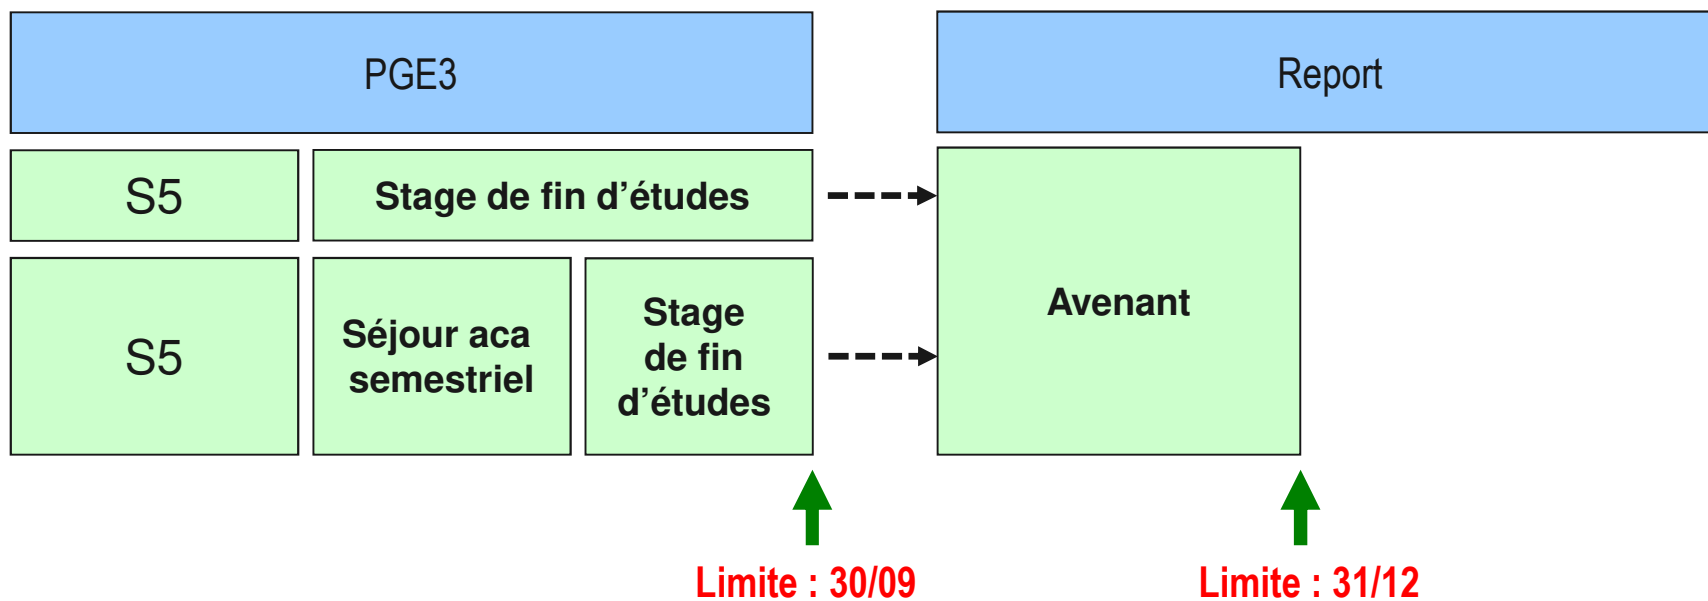 PGE3
Report
S5
Stage de fin d’études
S5
Séjour aca
semestriel
Stage
de fin
d’études
Avenant
Limite : 30/09
Limite : 31/12